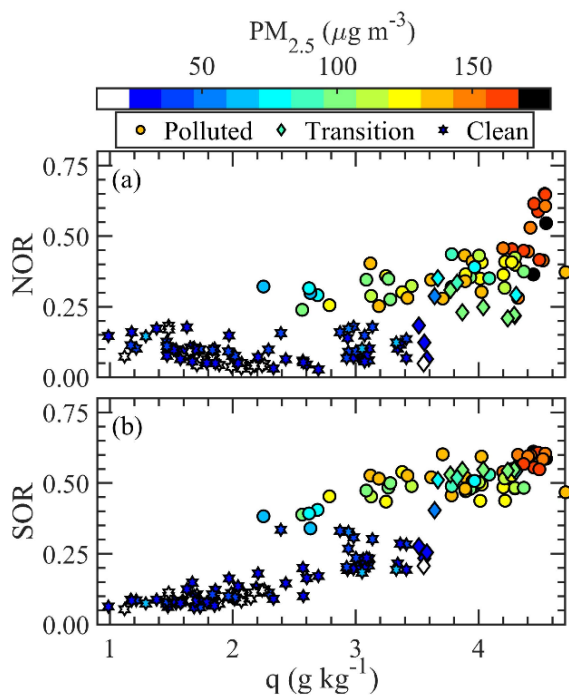 PM2.5 (μg m-3)
50 100 150
Polluted Transition Clean
(a)
NOR
0.75
0.50
0.25
0.00
(b)
SOR
0.75
0.50
0.25
0.00
1 2 3 4
q (g kg-1)